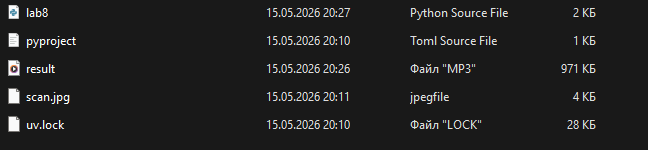 lab8 15.05.2026 20:27 Python Source File 2 КБ
pyproject 15.05.2026 20:10 Toml Source File 1 КБ
result 15.05.2026 20:26 Файл "MP3" 971 КБ
scan.jpg 15.05.2026 20:11 jpegfile 4 КБ
uv.lock 15.05.2026 20:10 Файл "LOCK" 28 КБ